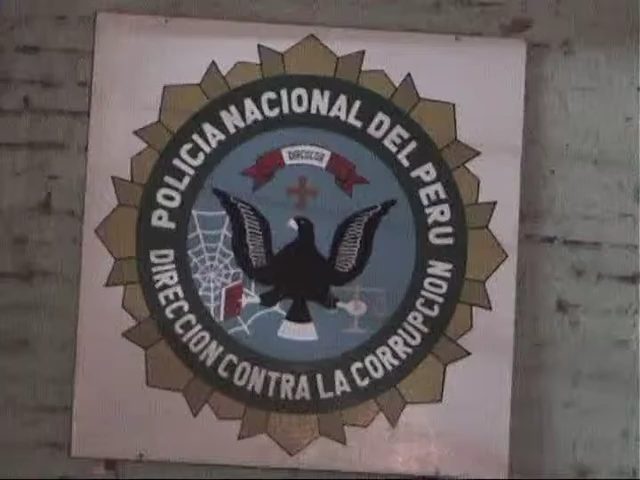 POLICIA NACIONAL DEL PERU
DIRCOCOR
DIRECCION CONTRA LA CORRUPCION